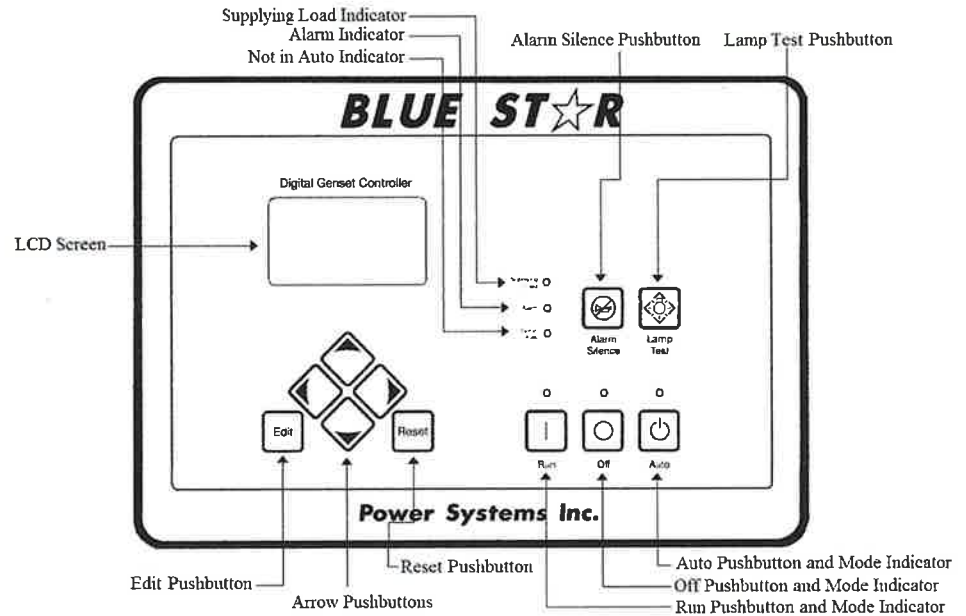 Supplying Load Indicator
Alarm Indicator
Not in Auto Indicator
Alarm Silence Pushbutton
Lamp Test Pushbutton
BLUE ST☆R
Digital Genset Controller
LCD Screen
Alarm
Silence
Lamp
Test
Edit
Reset
Run
Off
Auto
Power Systems Inc.
Edit Pushbutton
Arrow Pushbuttons
Reset Pushbutton
Auto Pushbutton and Mode Indicator
Off Pushbutton and Mode Indicator
Run Pushbutton and Mode Indicator